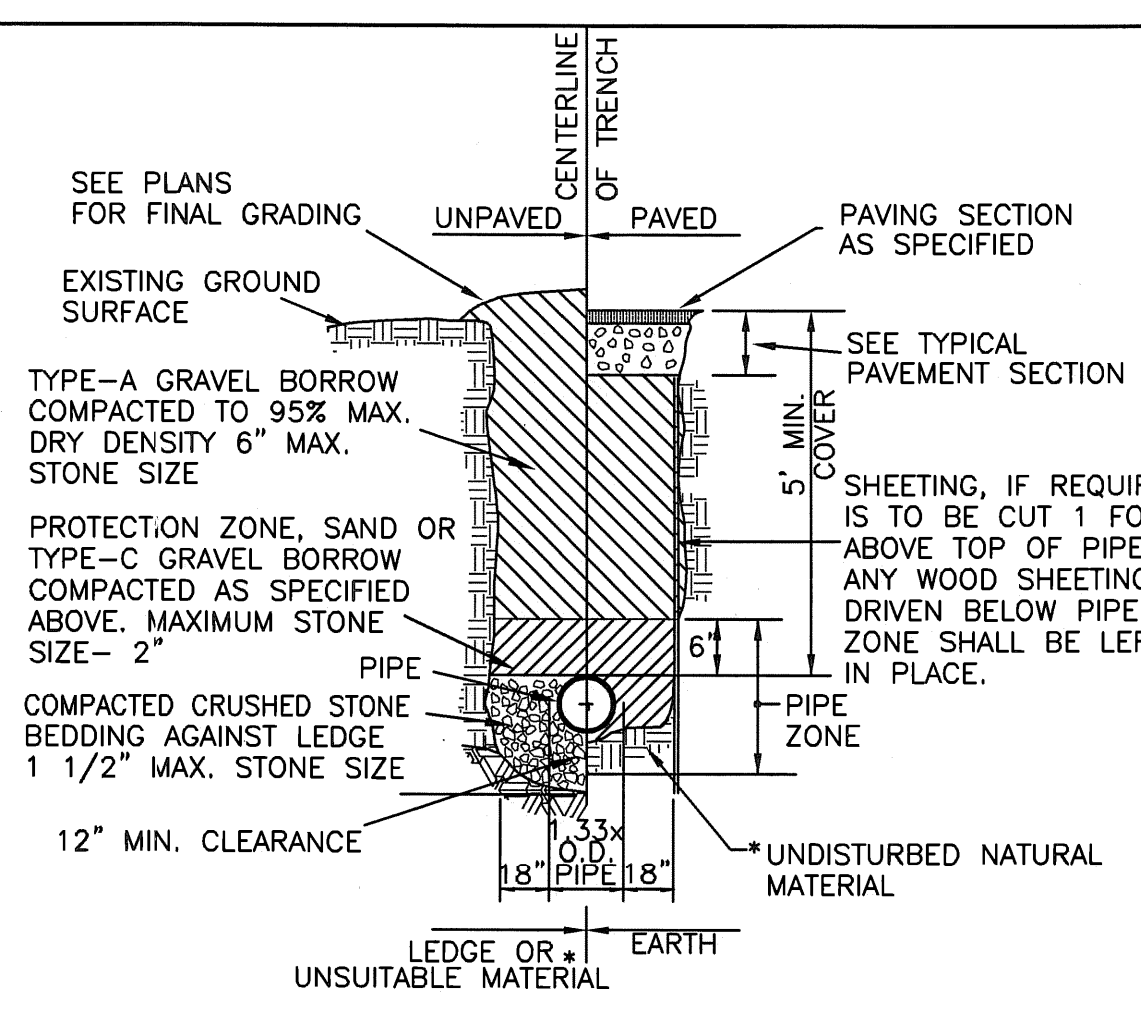 CENTERLINE
OF TRENCH
SEE PLANS
FOR FINAL GRADING
UNPAVED
PAVED
PAVING SECTION
AS SPECIFIED
EXISTING GROUND
SURFACE
SEE TYPICAL
PAVEMENT SECTION
TYPE-A GRAVEL BORROW
COMPACTED TO 95% MAX.
DRY DENSITY 6" MAX.
STONE SIZE
5' MIN.
COVER
SHEETING, IF REQUIR
IS TO BE CUT 1 FO
ABOVE TOP OF PIPE
ANY WOOD SHEETING
DRIVEN BELOW PIPE
ZONE SHALL BE LEF
IN PLACE.
PROTECTION ZONE, SAND OR
TYPE-C GRAVEL BORROW
COMPACTED AS SPECIFIED
ABOVE. MAXIMUM STONE
SIZE- 2"
6"
PIPE
PIPE
ZONE
COMPACTED CRUSHED STONE
BEDDING AGAINST LEDGE
1 1/2" MAX. STONE SIZE
12" MIN. CLEARANCE
1.33x
O.D.
PIPE
18"
18"
*UNDISTURBED NATURAL
MATERIAL
LEDGE OR *
UNSUITABLE MATERIAL
EARTH